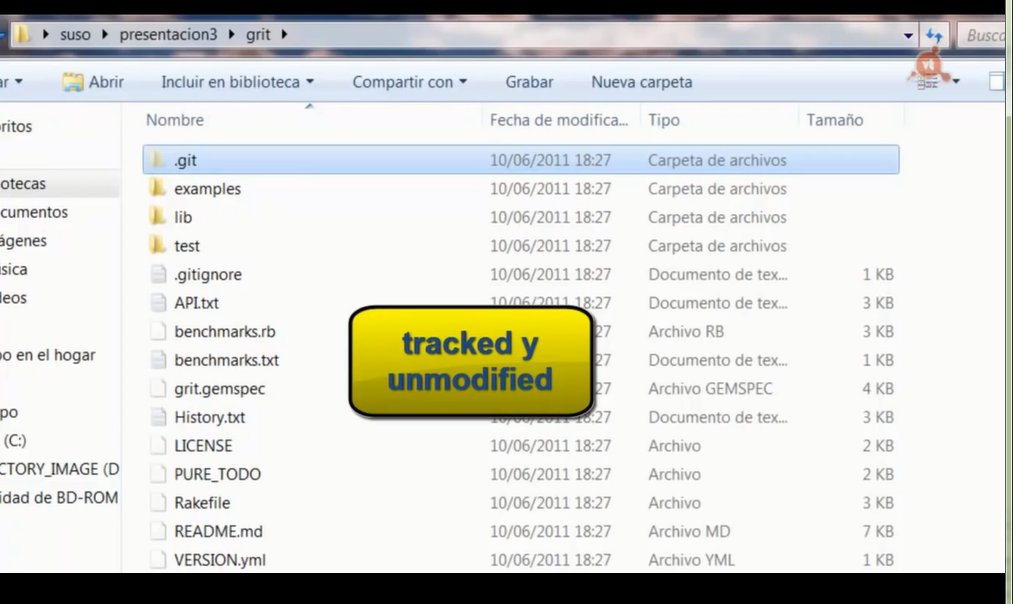 suso ▸ presentacion3 ▸ grit ▸
Busca
ar Abrir Incluir en biblioteca Compartir con Grabar Nueva carpeta
Nombre Fecha de modifica... Tipo Tamaño
oritos
iotecas
cumentos
ágenes
úsica
deos
po en el hogar
ipo
(C:)
CTORY_IMAGE (D
idad de BD-ROM
.git 10/06/2011 18:27 Carpeta de archivos
examples 10/06/2011 18:27 Carpeta de archivos
lib 10/06/2011 18:27 Carpeta de archivos
test 10/06/2011 18:27 Carpeta de archivos
.gitignore 10/06/2011 18:27 Documento de tex... 1 KB
API.txt 10/06/2011 18:27 Documento de tex... 3 KB
benchmarks.rb 27 Archivo RB 3 KB
benchmarks.txt 27 Documento de tex... 1 KB
grit.gemspec 27 Archivo GEMSPEC 4 KB
History.txt 10/06/2011 18:27 Documento de tex... 3 KB
LICENSE 10/06/2011 18:27 Archivo 2 KB
PURE_TODO 10/06/2011 18:27 Archivo 2 KB
Rakefile 10/06/2011 18:27 Archivo 3 KB
README.md 10/06/2011 18:27 Archivo MD 7 KB
VERSION.yml 10/06/2011 18:27 Archivo YML 1 KB
tracked y
unmodified
vt